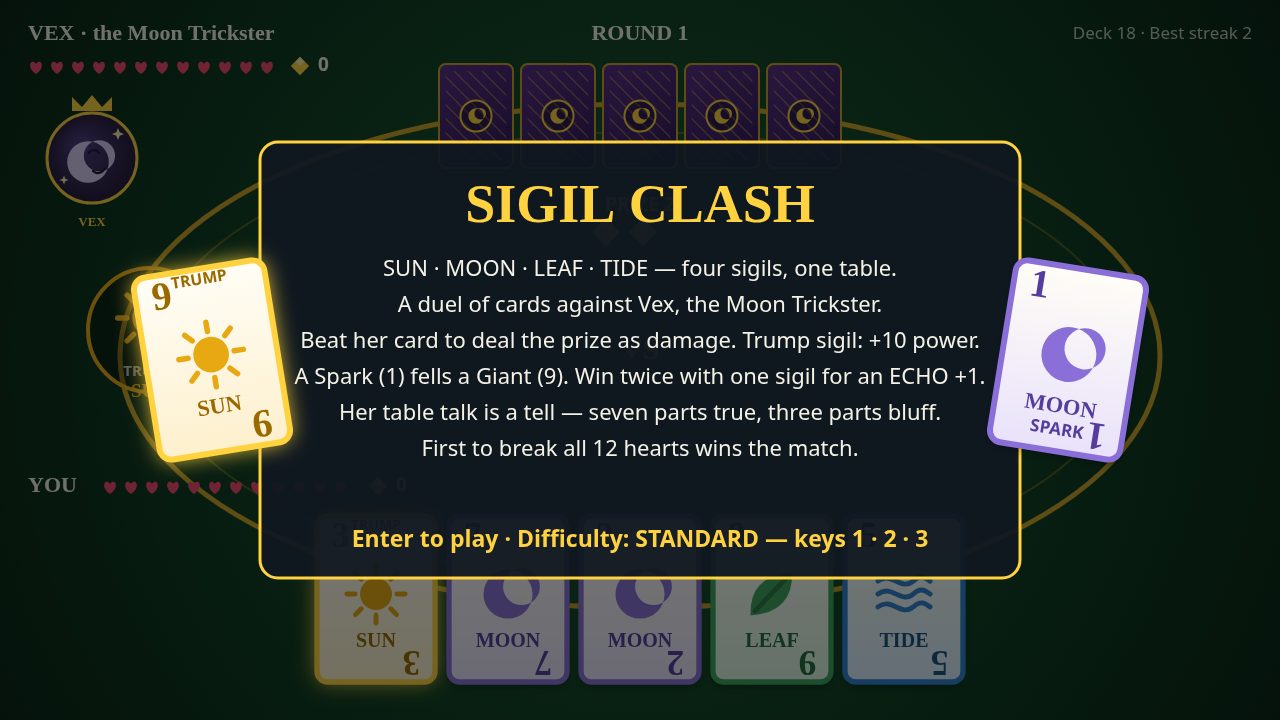 VEX · the Moon Trickster
ROUND 1
Deck 18 · Best streak 2
0
VEX
SIGIL CLASH
SUN · MOON · LEAF · TIDE — four sigils, one table.
A duel of cards against Vex, the Moon Trickster.
Beat her card to deal the prize as damage. Trump sigil: +10 power.
A Spark (1) fells a Giant (9). Win twice with one sigil for an ECHO +1.
Her table talk is a tell — seven parts true, three parts bluff.
First to break all 12 hearts wins the match.
Enter to play · Difficulty: STANDARD — keys 1 · 2 · 3
9
TRUMP
SUN
9
1
MOON
SPARK
1
YOU
0
3
TRUMP
SUN
3
MOON
7
MOON
2
LEAF
9
5
TIDE
5